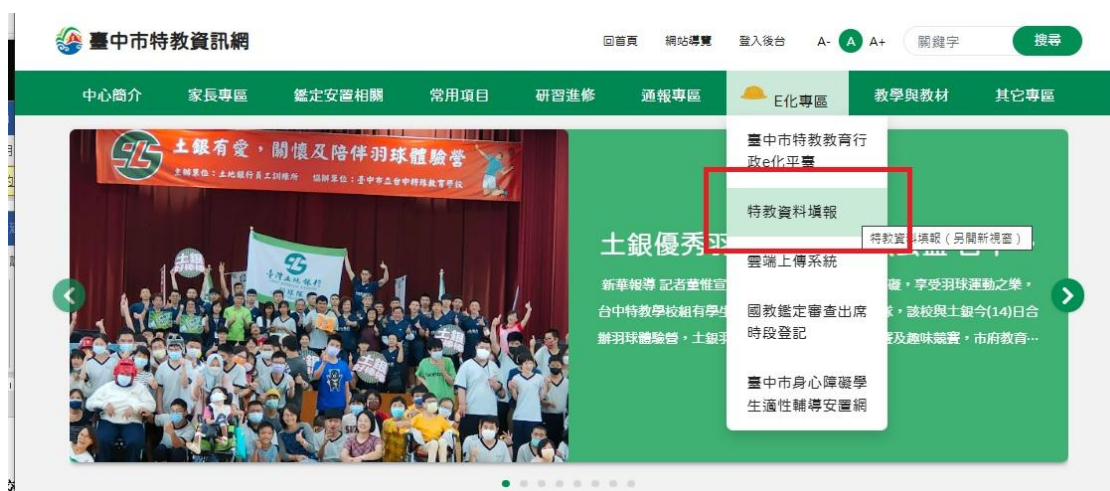 臺中市特教資訊網
回首頁 網站導覽 登入後台 A- A A+ 關鍵字 搜尋
中心簡介 家長專區 鑑定安置相關 常用項目 研習進修 通報專區 E化專區 教學與教材 其它專區
土銀有愛，關懷及陪伴羽球體驗營
主辦單位：土地銀行員工訓練所 協辦單位：臺中市立台中特殊教育學校
臺灣土地銀行
羽球隊
臺中市特教教育行
政e化平臺
特教資料填報
特教資料填報（另開新視窗）
雲端上傳系統
國教鑑定審查出席
時段登記
臺中市身心障礙學
生適性輔導安置網
土銀優秀羽
新華報導 記者董惟宣
礙，享受羽球運動之樂，
台中特教學校組有學生
，該校與土銀今(14)日合
辦羽球體驗營，土銀羽
及趣味競賽，市府教育…